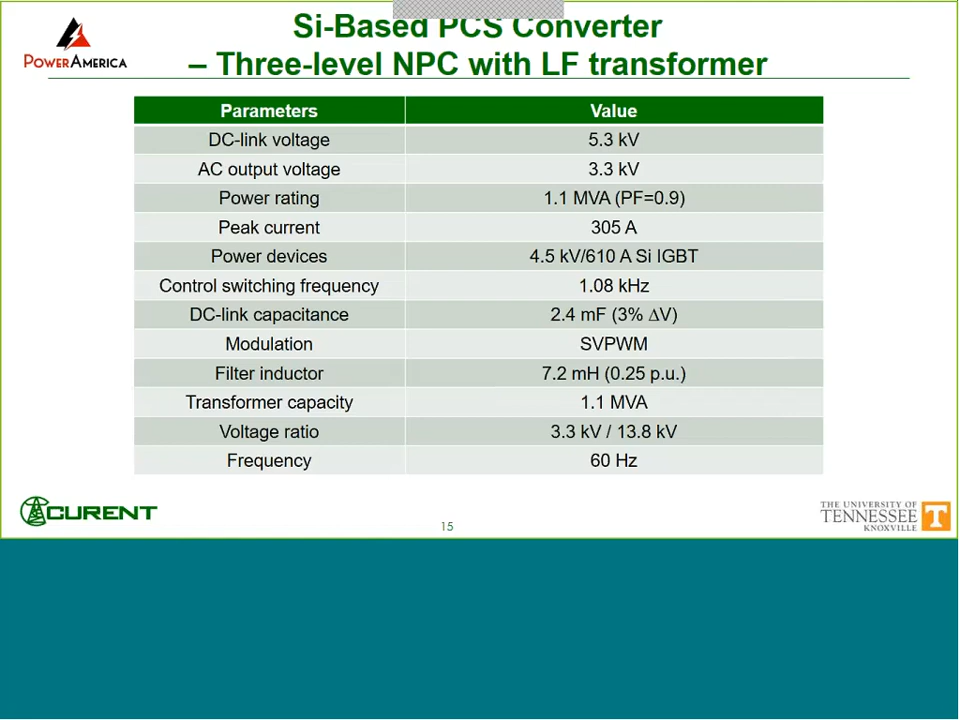 Si-Based PCS Converter
– Three-level NPC with LF transformer
POWERAMERICA
Parameters Value
DC-link voltage 5.3 kV
AC output voltage 3.3 kV
Power rating 1.1 MVA (PF=0.9)
Peak current 305 A
Power devices 4.5 kV/610 A Si IGBT
Control switching frequency 1.08 kHz
DC-link capacitance 2.4 mF (3% ∆V)
Modulation SVPWM
Filter inductor 7.2 mH (0.25 p.u.)
Transformer capacity 1.1 MVA
Voltage ratio 3.3 kV / 13.8 kV
Frequency 60 Hz
CURENT
15
THE UNIVERSITY OF
TENNESSEE
KNOXVILLE
T